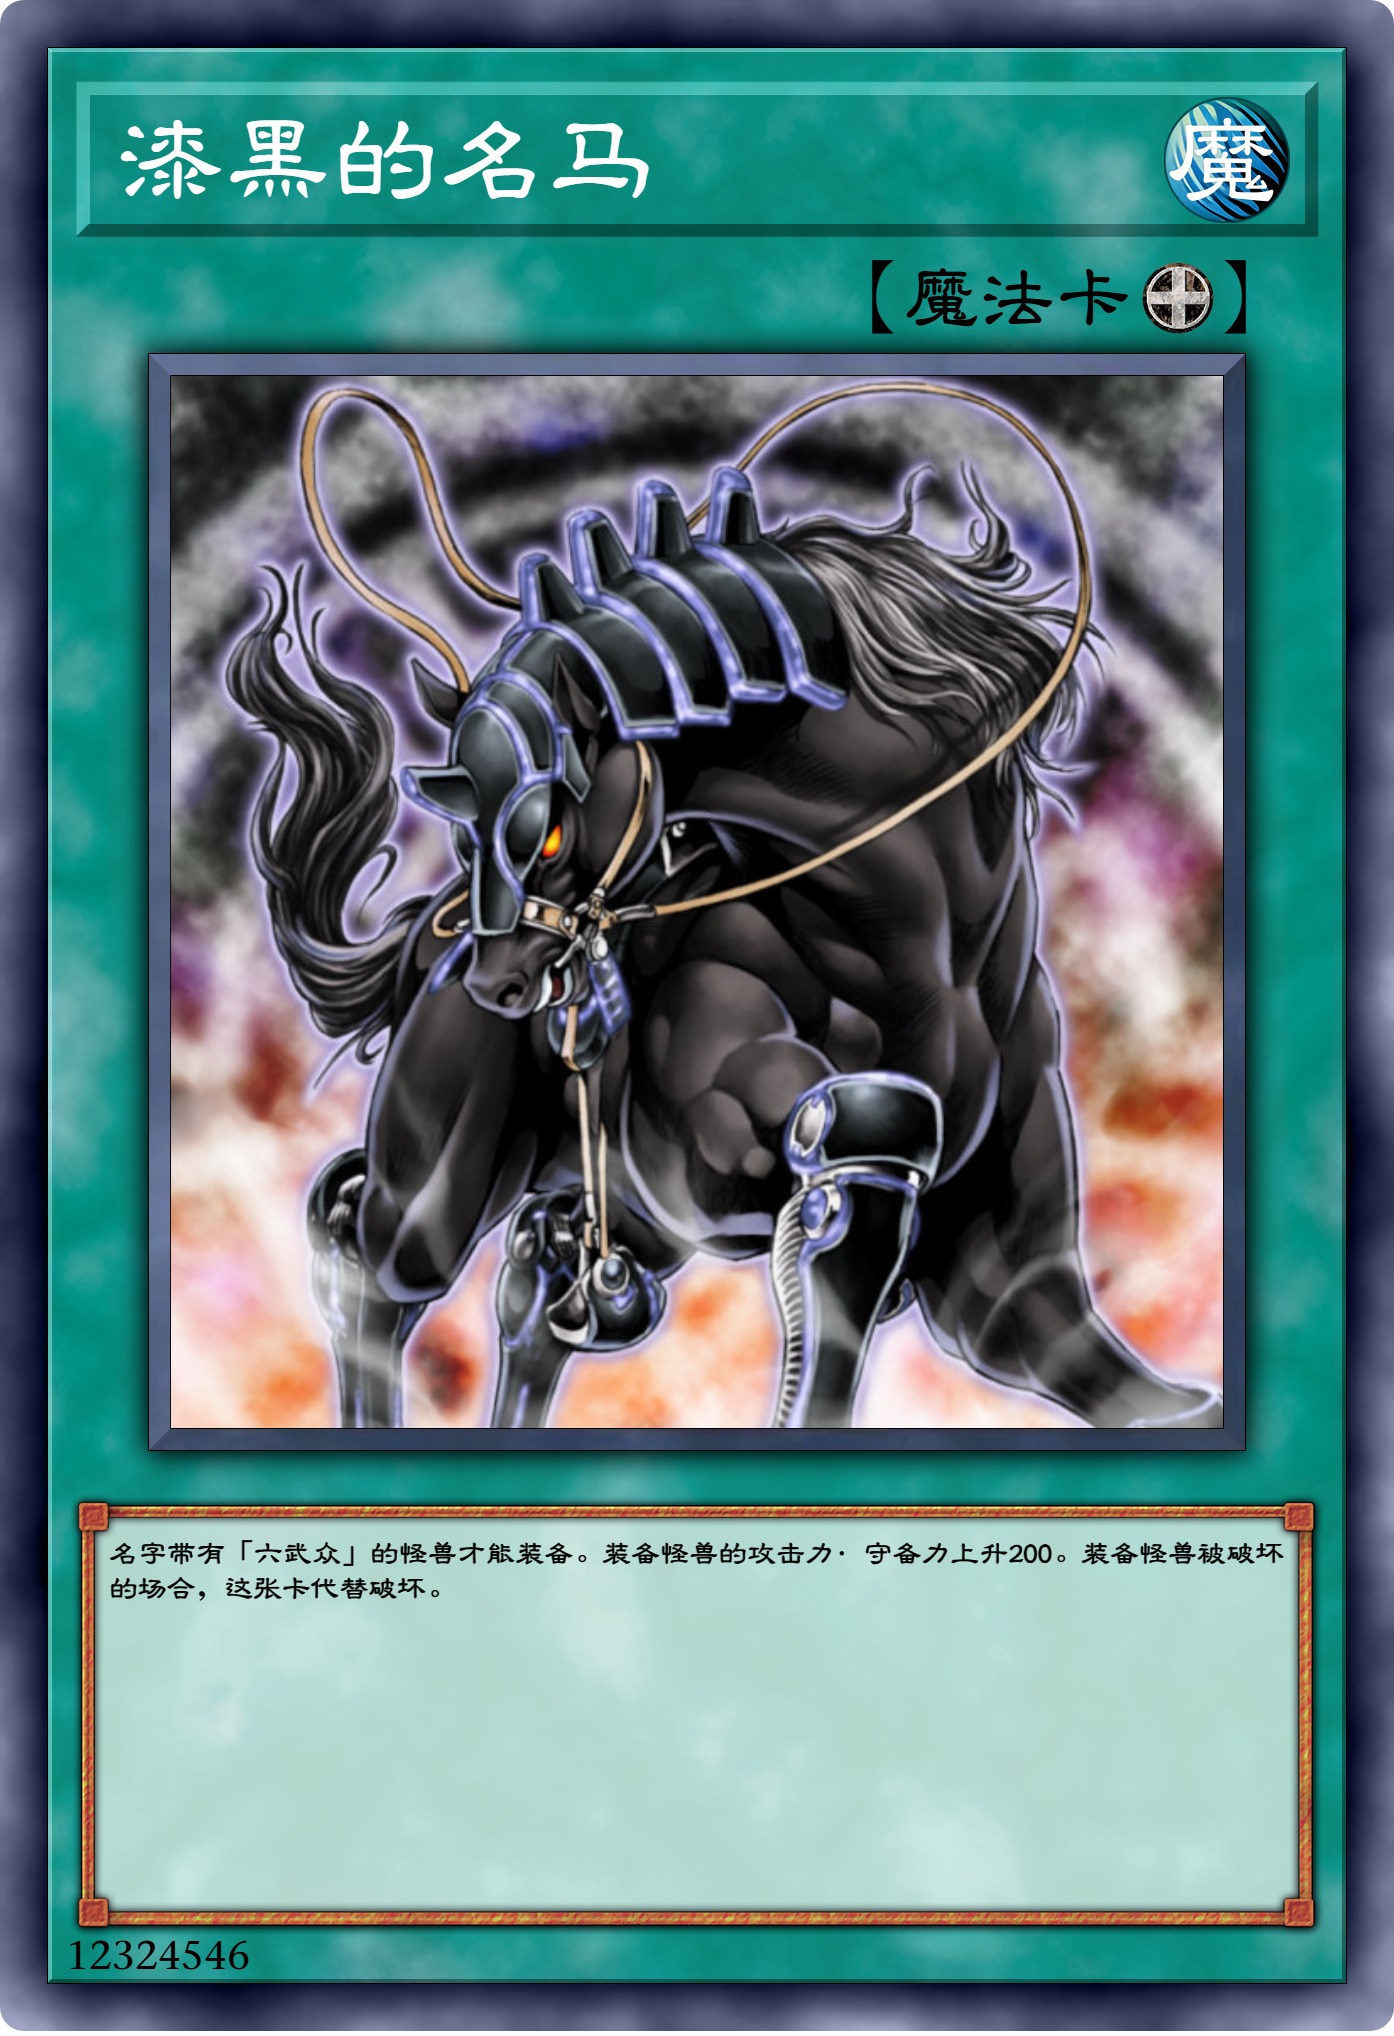 漆黑的名马
魔
【魔法卡】
名字带有「六武众」的怪兽才能装备。装备怪兽的攻击力·守备力上升200。装备怪兽被破坏
的场合，这张卡代替破坏。
12324546